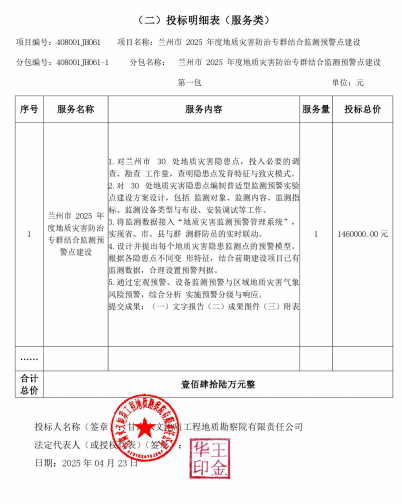 （二）投标明细表（服务类）
项目编号：408001JH061 项目名称：兰州市 2025 年度地质灾害防治专群结合监测预警点建设
分包编号：408001JH061-1 分包名称： 兰州市 2025 年度地质灾害防治专群结合监测预警点建设
第一包 单位：元
序号 服务名称 服务内容 服务量 投标总价
1
兰州市 2025 年
度地质灾害防治
专群结合监测预
警点建设
1.对兰州市 30 处地质灾害隐患点，投入必要的调
查、勘查 工作量，查明隐患点发育特征与致灾模式。
2.对 30 处地质灾害隐患点编制普适型监测预警实验
点建设方案设计，包括 监测对象、监测内容、监测指
标、监测设备类型与布设、安装调试等工作。
3.将监测数据接入“地质灾害监测预警管理系统”，
实现省、市、县与群 测群防员的实时联动。
4.设计并提出每个地质灾害隐患监测点的预警模型。
根据各隐患点不同变 形特征，结合前期建设项目已有
监测数据，合理设置预警判据。
5.通过宏观预警、设备监测预警与区域地质灾害气象
风险预警，综合分析 实施预警分级与响应。
提交成果：（一）文字报告（二）成果图件（三）附表
1
1460000.00 元
……
合计
总价
壹佰肆拾陆万元整
投标人名称（签章 文 质工程地质勘察院有限责任公司
法定代表人（或授权代表）（签章
日期：2025 年 04 月 23 日
王金华印